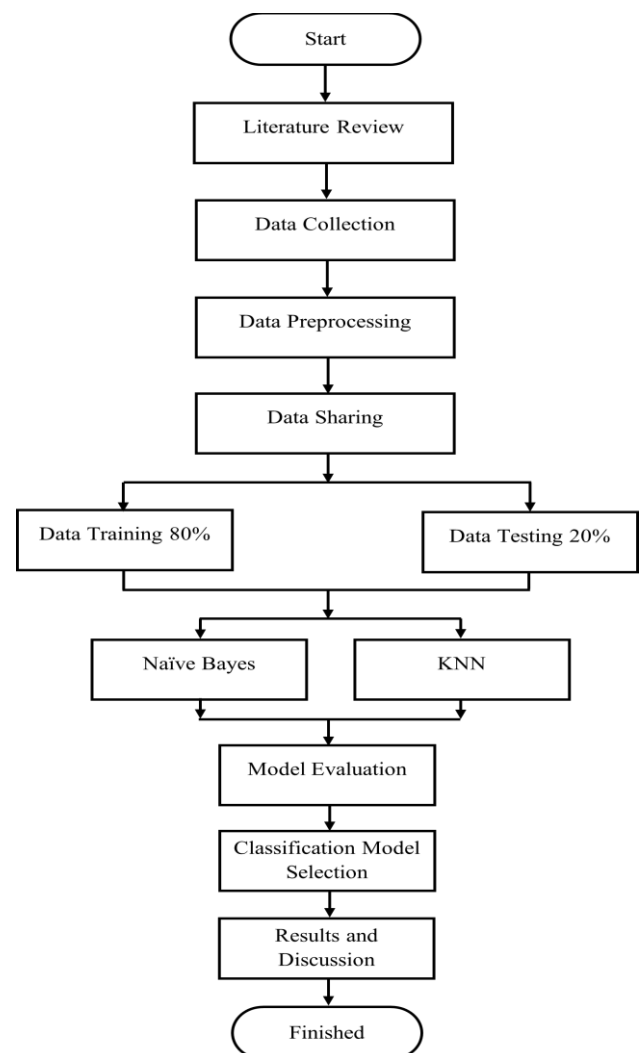 Start
Literature Review
Data Collection
Data Preprocessing
Data Sharing
Data Training 80%
Data Testing 20%
Naïve Bayes
KNN
Model Evaluation
Classification Model
Selection
Results and
Discussion
Finished